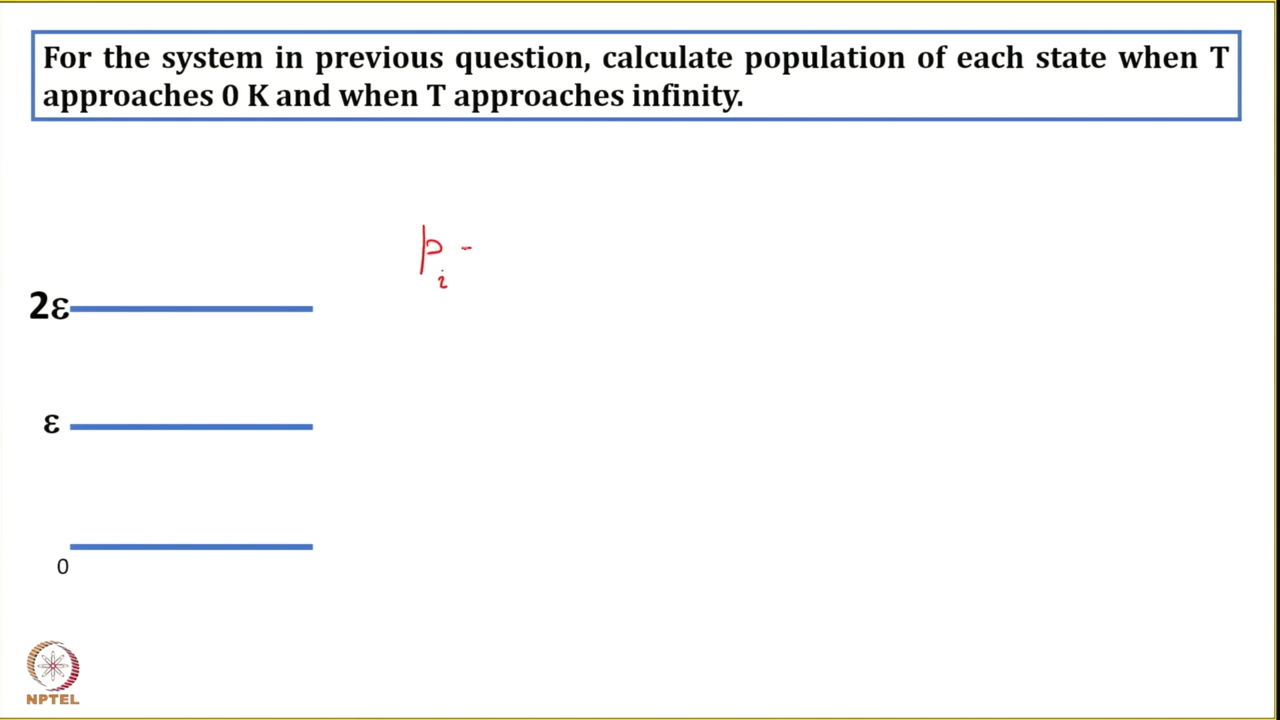 For the system in previous question, calculate population of each state when T
approaches 0 K and when T approaches infinity.
p
i
-
2ε
ε
0
NPTEL